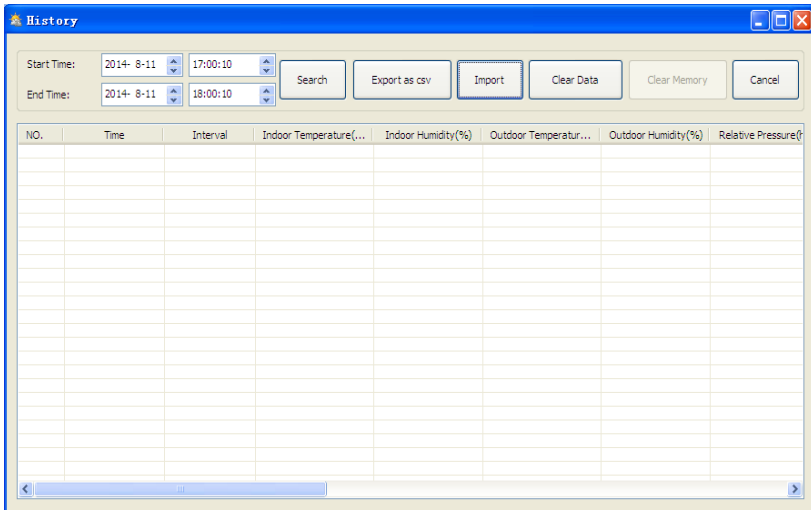 History
Start Time: 2014- 8-11 17:00:10
Search Export as csv Import Clear Data Clear Memory Cancel
End Time: 2014- 8-11 18:00:10
NO. Time Interval Indoor Temperature(... Indoor Humidity(%) Outdoor Temperatur... Outdoor Humidity(%) Relative Pressure(h